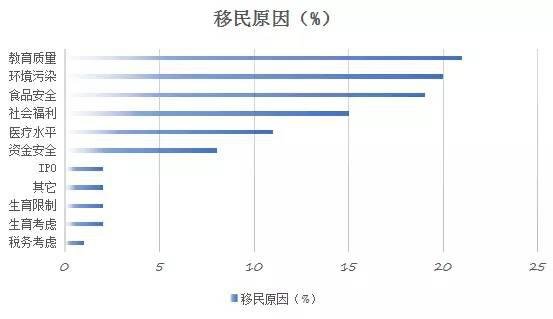 移民原因（%）
教育质量
环境污染
食品安全
社会福利
医疗水平
资金安全
IPO
其它
生育限制
生育考虑
税务考虑
0 5 10 15 20 25
移民原因（%）